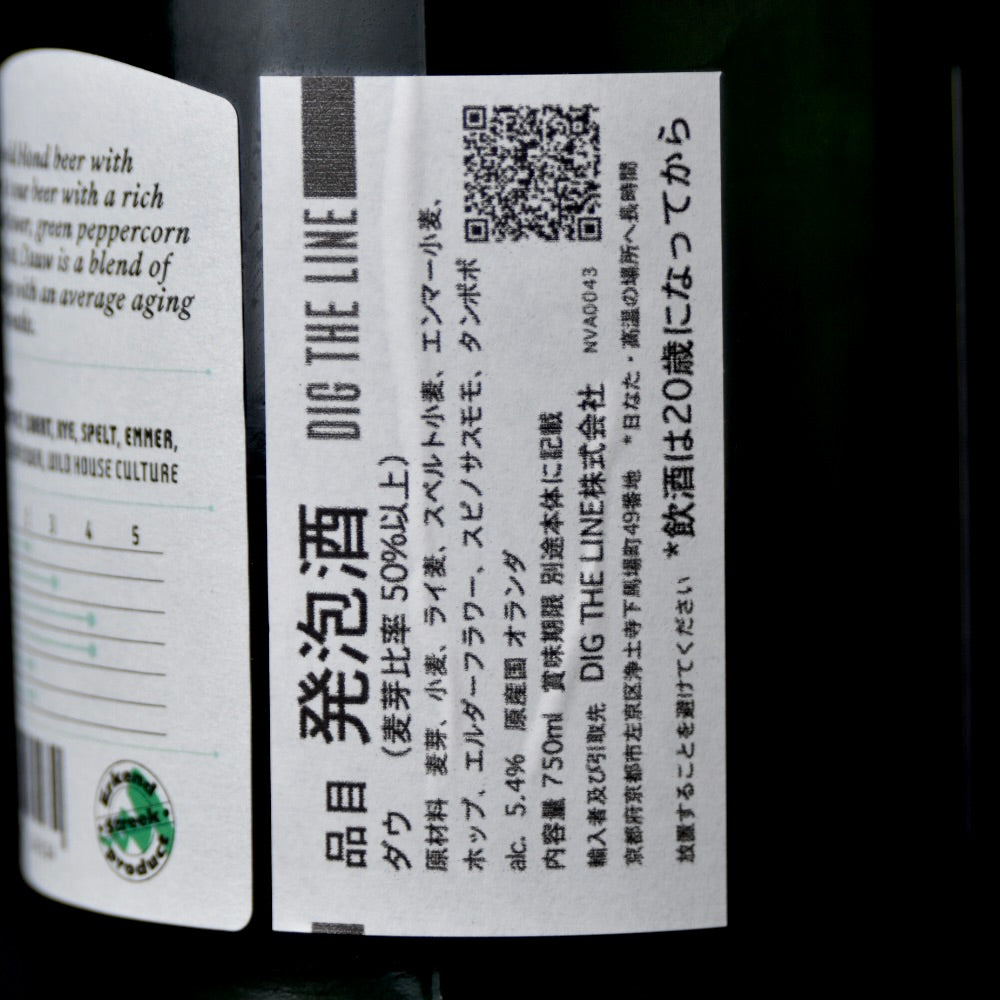 blond beer with
sour beer with a rich
green peppercorn
Dauw is a blend of
with an average aging
RYE, SPELT, EMMER,
WILD HOUSE CULTURE
3 4 5
Erkend
Streek
product
DIG THE LINE
品目 発泡酒
ダウ (麦芽比率 50%以上)
原材料 麦芽、小麦、ライ麦、スペルト小麦、エンマー小麦、
ホップ、エルダーフラワー、スピノサスモモ、タンポポ
alc. 5.4% 原産国 オランダ
内容量 750ml 賞味期限 別途本体に記載
輸入者及び引取先 DIG THE LINE株式会社 NVA0043
京都府京都市左京区浄土寺下馬場町49番地 *日なた・高温の場所へ長時間
放置することを避けてください *飲酒は20歳になってから